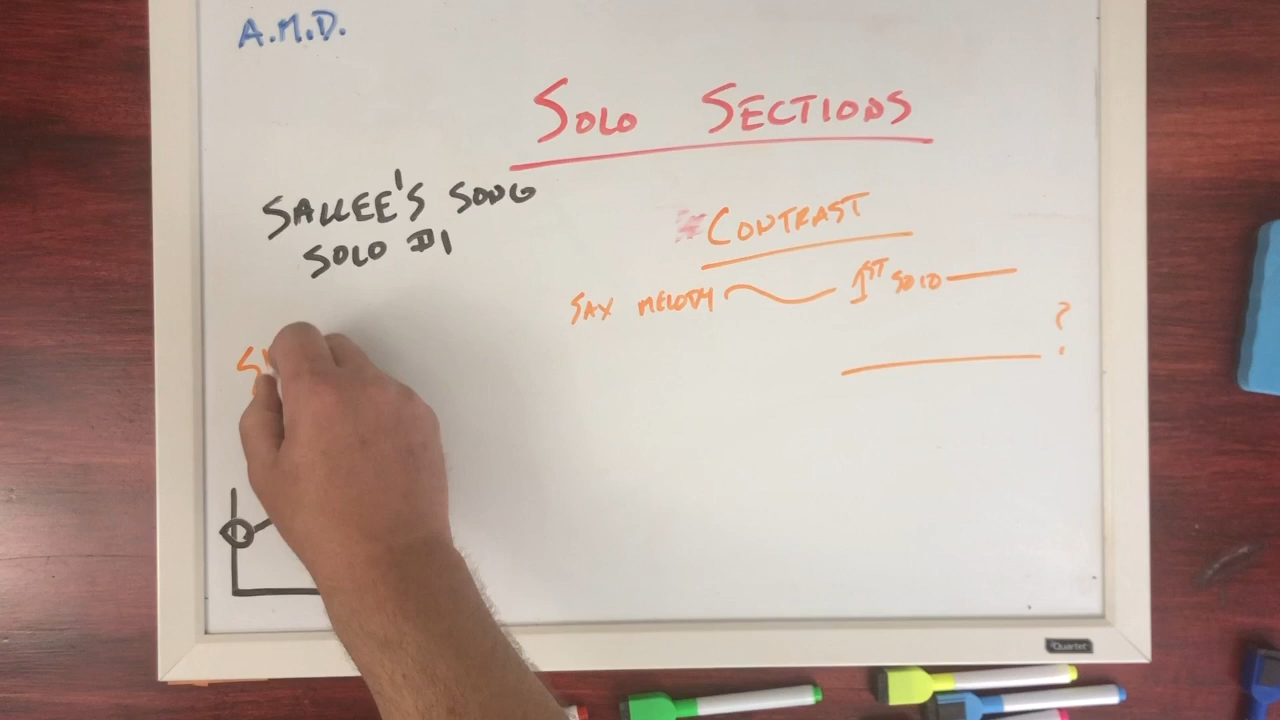 A.M.D.
SOLO SECTIONS
SALLEE'S SONG
SOLO #1
CONTRAST
SAX MELODY 1ST SOLO
?
Quartet